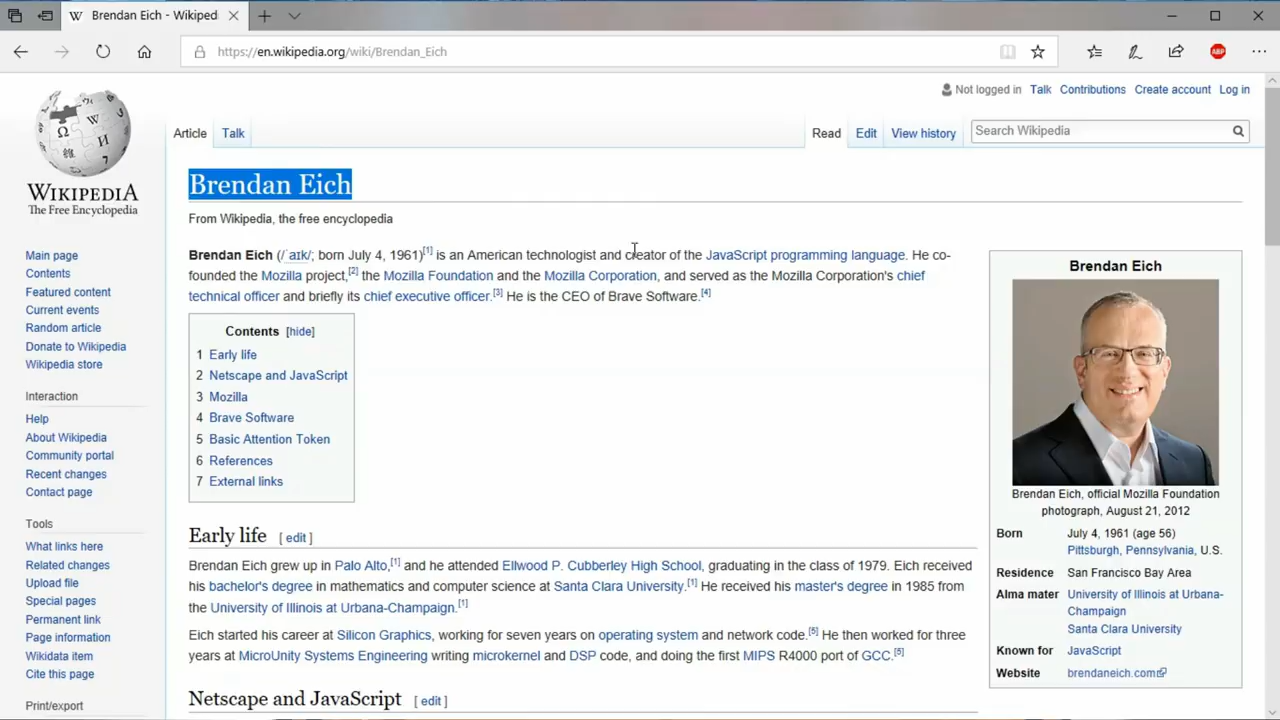 Brendan Eich - Wikiped
https://en.wikipedia.org/wiki/Brendan_Eich
ABP
Not logged in Talk Contributions Create account Log in
Article Talk Read Edit View history Search Wikipedia
WIKIPEDIA
The Free Encyclopedia
Main page
Contents
Featured content
Current events
Random article
Donate to Wikipedia
Wikipedia store
Interaction
Help
About Wikipedia
Community portal
Recent changes
Contact page
Tools
What links here
Related changes
Upload file
Special pages
Permanent link
Page information
Wikidata item
Cite this page
Print/export
Brendan Eich
From Wikipedia, the free encyclopedia
Brendan Eich (/ˈaɪk/; born July 4, 1961)[1] is an American technologist and creator of the JavaScript programming language. He co-
founded the Mozilla project,[2] the Mozilla Foundation and the Mozilla Corporation, and served as the Mozilla Corporation's chief
technical officer and briefly its chief executive officer.[3] He is the CEO of Brave Software.[4]
Contents [hide]
1 Early life
2 Netscape and JavaScript
3 Mozilla
4 Brave Software
5 Basic Attention Token
6 References
7 External links
Early life [ edit ]
Brendan Eich grew up in Palo Alto,[1] and he attended Ellwood P. Cubberley High School, graduating in the class of 1979. Eich received
his bachelor's degree in mathematics and computer science at Santa Clara University.[1] He received his master's degree in 1985 from
the University of Illinois at Urbana-Champaign.[1]
Eich started his career at Silicon Graphics, working for seven years on operating system and network code.[5] He then worked for three
years at MicroUnity Systems Engineering writing microkernel and DSP code, and doing the first MIPS R4000 port of GCC.[5]
Netscape and JavaScript [ edit ]
Brendan Eich
Brendan Eich, official Mozilla Foundation
photograph, August 21, 2012
Born July 4, 1961 (age 56)
Pittsburgh, Pennsylvania, U.S.
Residence San Francisco Bay Area
Alma mater University of Illinois at Urbana-
Champaign
Santa Clara University
Known for JavaScript
Website brendaneich.com